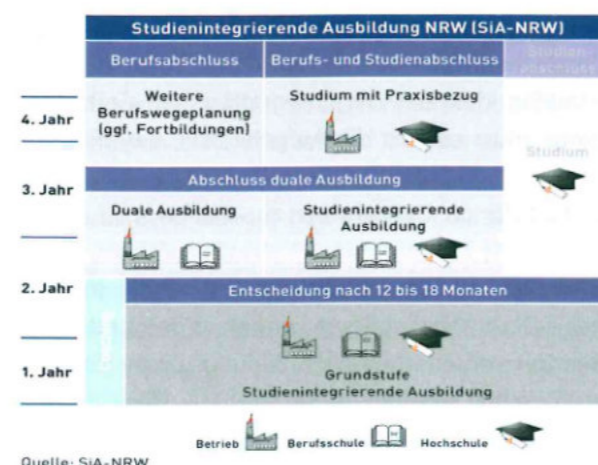 Studienintegrierende Ausbildung NRW (SiA-NRW)
Berufsabschluss
Berufs- und Studienabschluss
Studien-
abschluss
4. Jahr
Weitere
Berufswegeplanung
(ggf. Fortbildungen)
Studium mit Praxisbezug
Studium
3. Jahr
Abschluss duale Ausbildung
Duale Ausbildung
Studienintegrierende
Ausbildung
2. Jahr
Entscheidung nach 12 bis 18 Monaten
1. Jahr
Grundstufe
Studienintegrierende Ausbildung
Betrieb
Berufsschule
Hochschule
Quelle: SiA-NRW